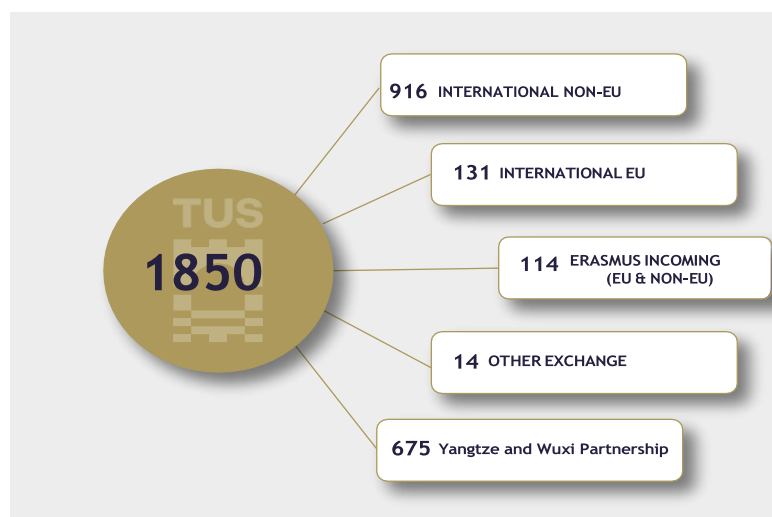 916 INTERNATIONAL NON-EU
131 INTERNATIONAL EU
TUS
1850
114 ERASMUS INCOMING
(EU & NON-EU)
14 OTHER EXCHANGE
675 Yangtze and Wuxi Partnership